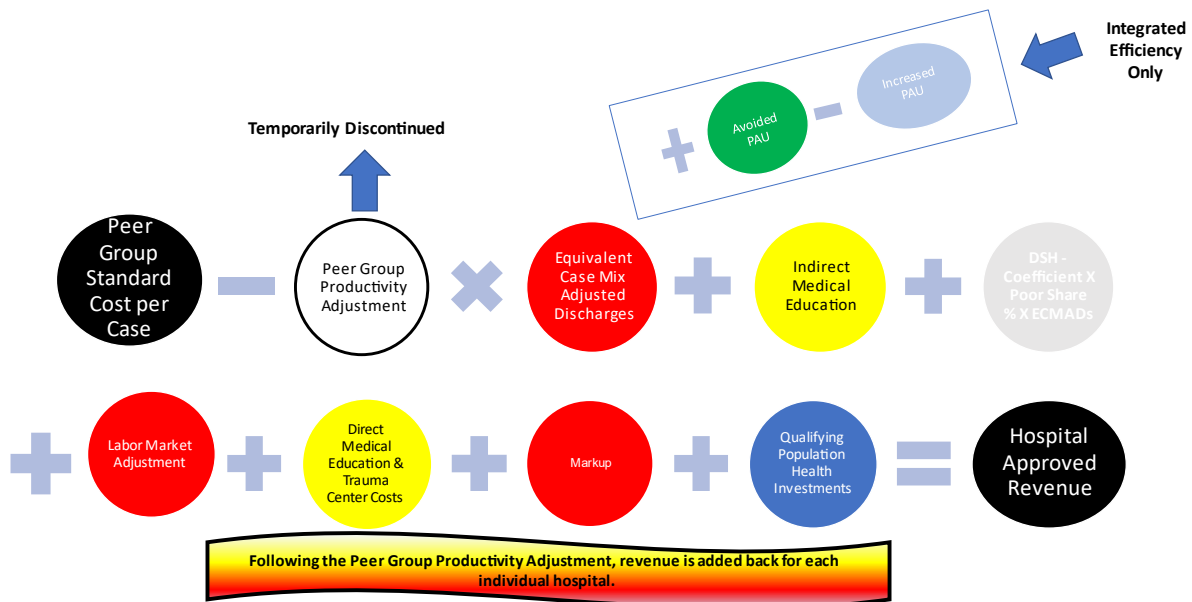 Integrated
Efficiency
Only
Increased
PAU
Avoided
PAU
Temporarily Discontinued
Peer
Group
Standard
Cost per
Case
Peer Group
Productivity
Adjustment
Equivalent
Case Mix
Adjusted
Discharges
Indirect
Medical
Education
DSH -
Coefficient X
Poor Share
% X ECMADs
Labor Market
Adjustment
Direct
Medical
Education &
Trauma
Center Costs
Markup
Qualifying
Population
Health
Investments
Hospital
Approved
Revenue
Following the Peer Group Productivity Adjustment, revenue is added back for each
individual hospital.